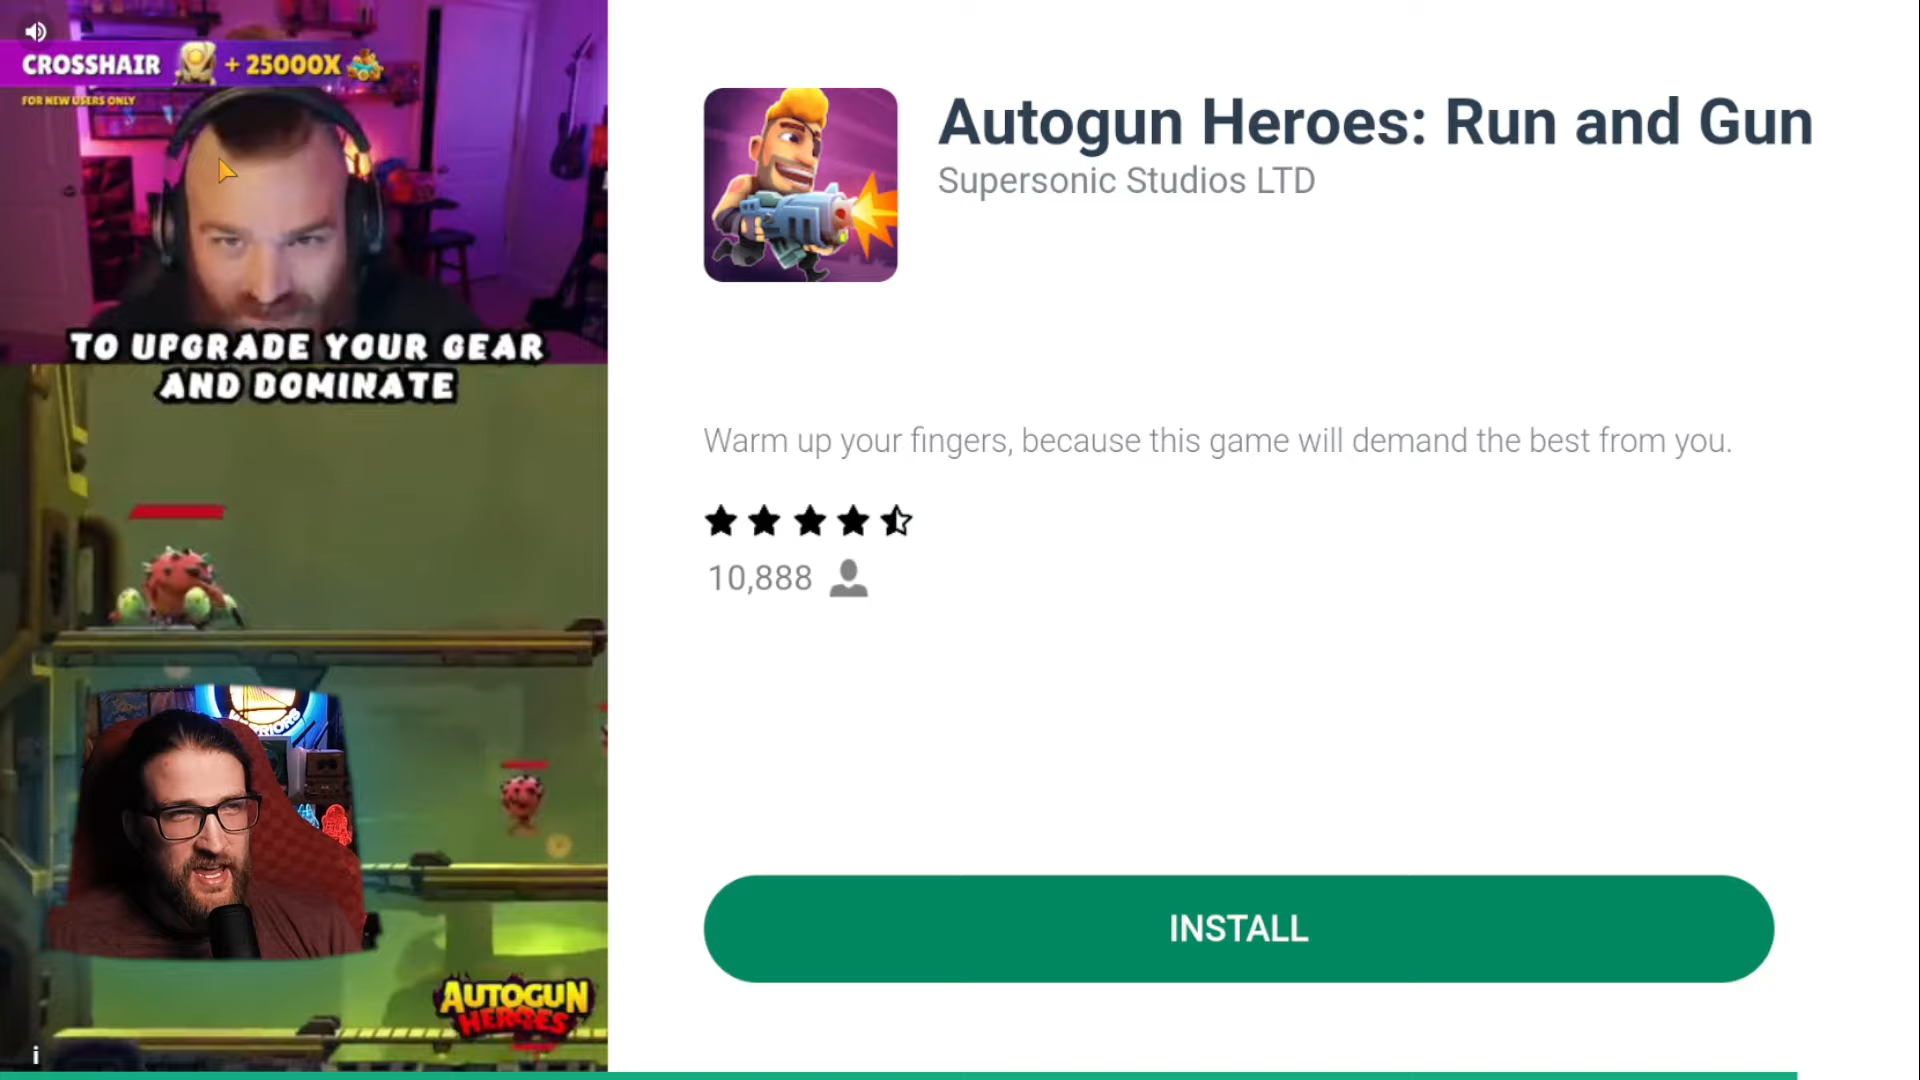 CROSSHAIR + 25000X
FOR NEW USERS ONLY
TO UPGRADE YOUR GEAR
AND DOMINATE
WARRIORS
AUTOGUN
HEROES
i
Autogun Heroes: Run and Gun
Supersonic Studios LTD
Warm up your fingers, because this game will demand the best from you.
10,888
INSTALL